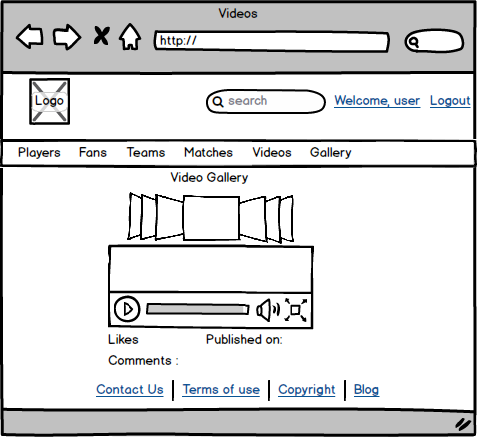 Videos
http://
Logo
search
Welcome, user Logout
Players Fans Teams Matches Videos Gallery
Video Gallery
Likes Published on:
Comments :
Contact Us Terms of use Copyright Blog